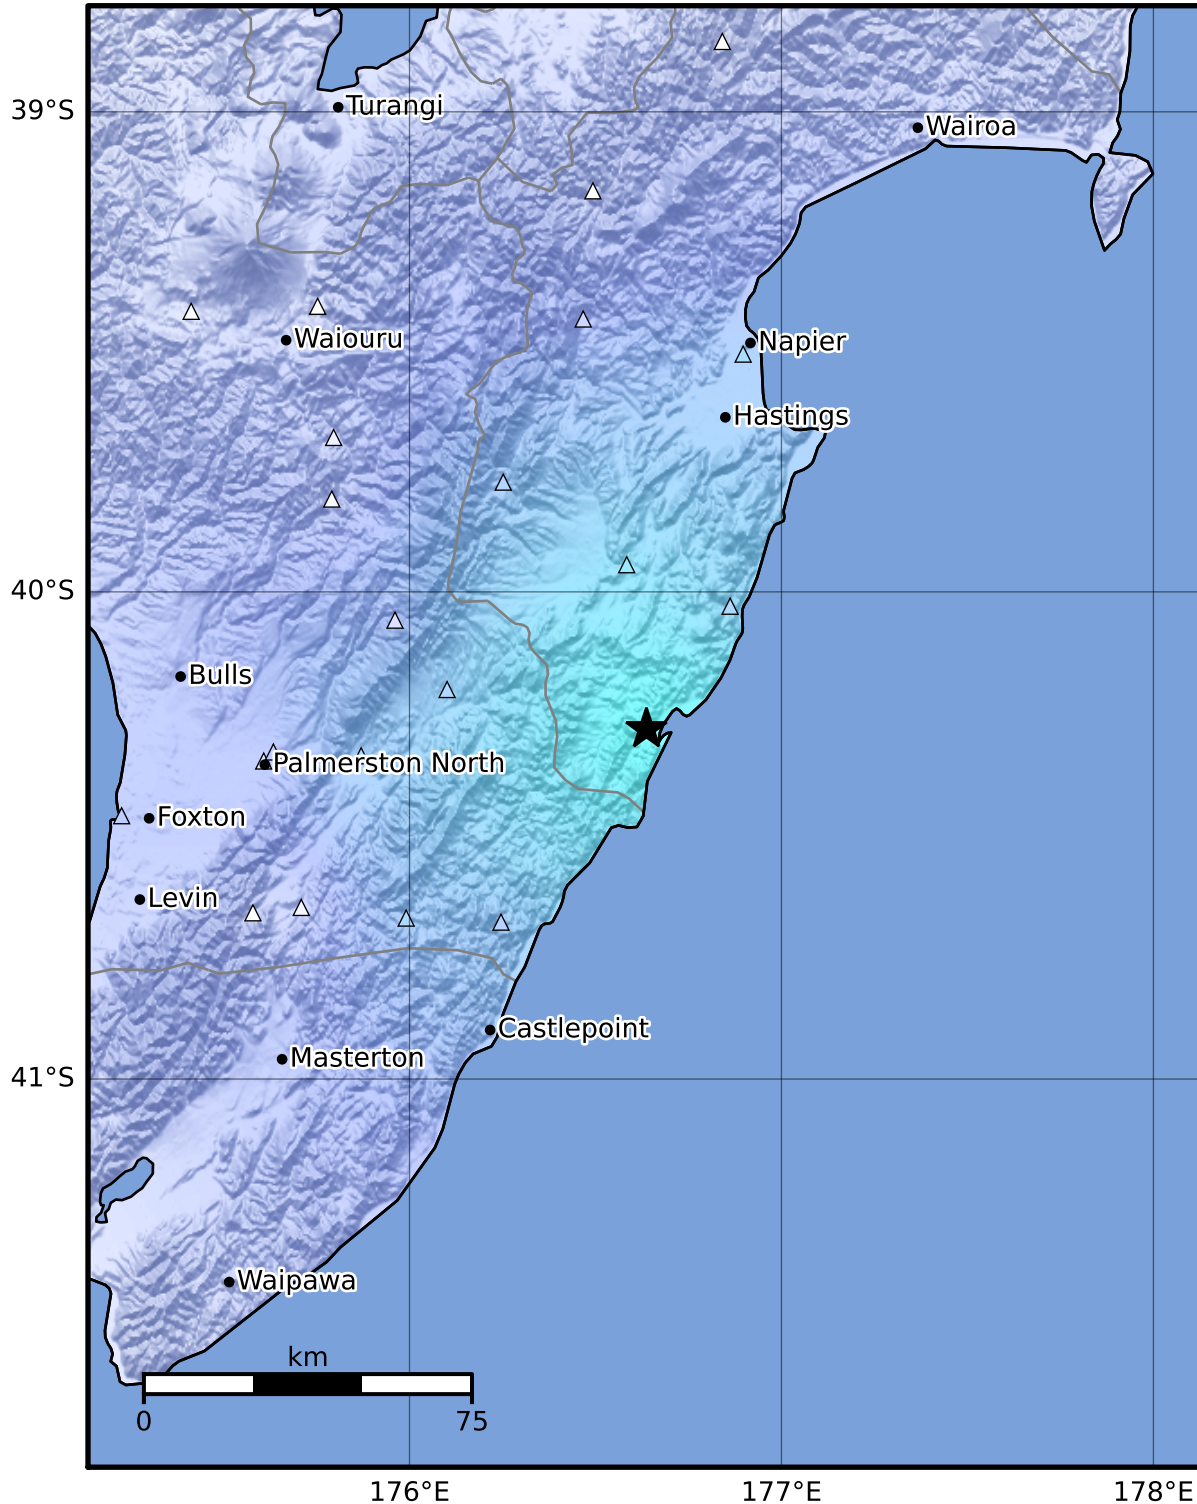 Turangi
39°S
Wairoa
Waiouru
Napier
Hastings
40°S
Bulls
Palmerston North
Foxton
Levin
Castlepoint
Masterton
41°S
Waipawa
km
0
75
176°E
177°E
178°E